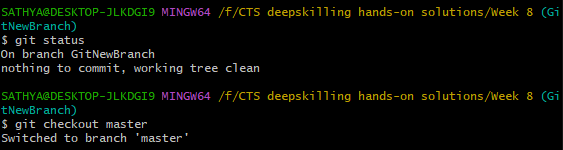 SATHYA@DESKTOP-JLKDGI9 MINGW64 /f/CTS deepskilling hands-on solutions/Week 8 (Gi
tNewBranch)
$ git status
On branch GitNewBranch
nothing to commit, working tree clean
SATHYA@DESKTOP-JLKDGI9 MINGW64 /f/CTS deepskilling hands-on solutions/Week 8 (Gi
tNewBranch)
$ git checkout master
Switched to branch 'master'